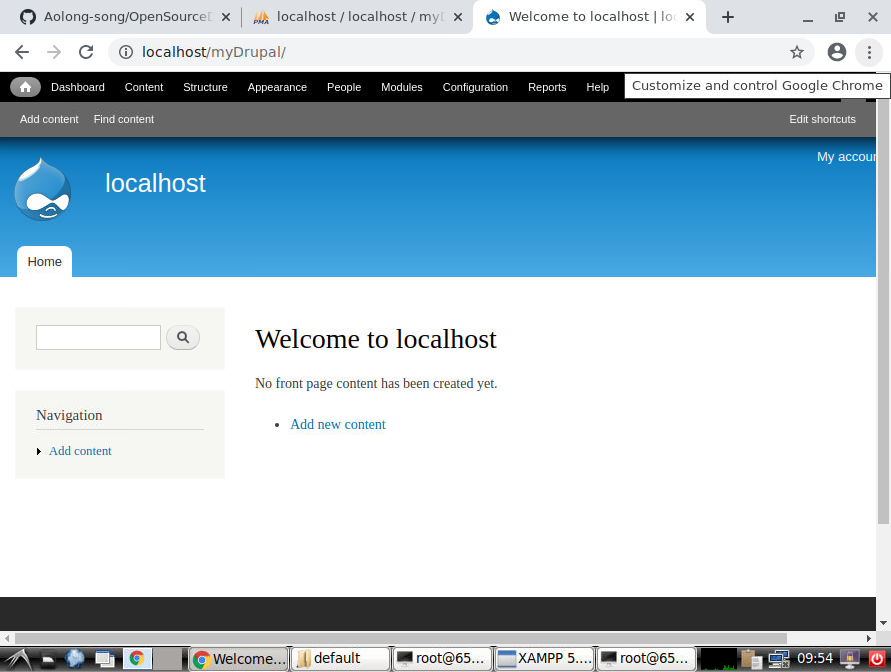 Aolong-song/OpenSourceD
localhost / localhost / myD
Welcome to localhost | loc
localhost/myDrupal/
Dashboard Content Structure Appearance People Modules Configuration Reports Help
Customize and control Google Chrome
Add content Find content Edit shortcuts
My accou
localhost
Home
Welcome to localhost
No front page content has been created yet.
Add new content
Navigation
Add content
Welcome... default root@65... XAMPP 5.... root@65... 09:54